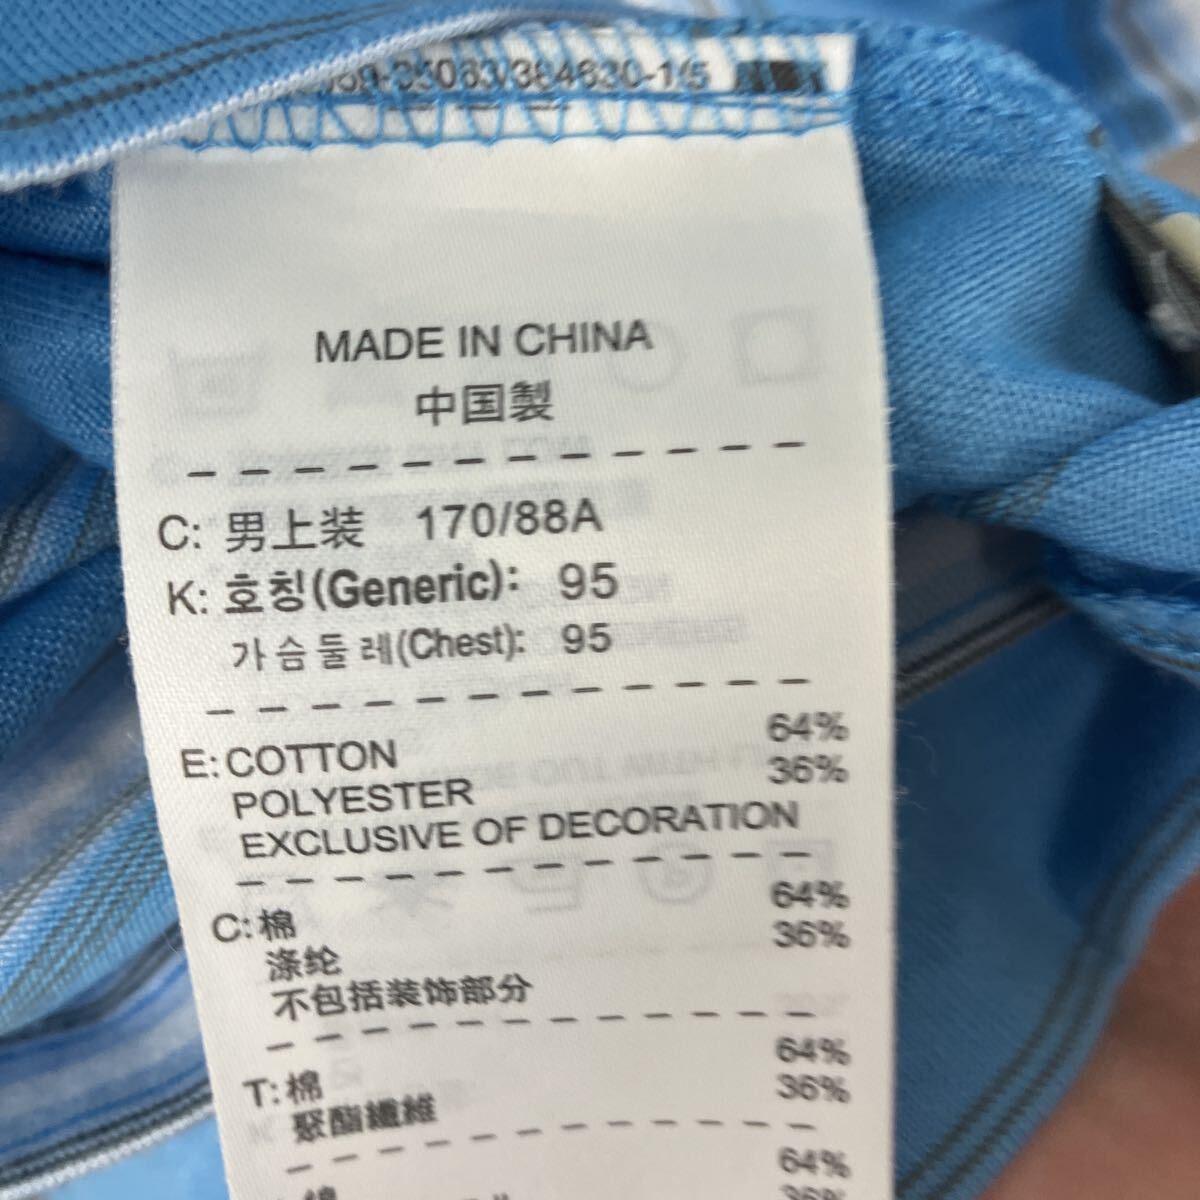 MADE IN CHINA
中国製
C: 男上装 170/88A
K: 호칭(Generic): 95
가슴둘레(Chest): 95
E: COTTON 64%
POLYESTER 36%
EXCLUSIVE OF DECORATION
C: 棉 64%
涤纶 36%
不包括装饰部分
T: 棉 64%
聚酯纖維 36%
綿 64%
36%